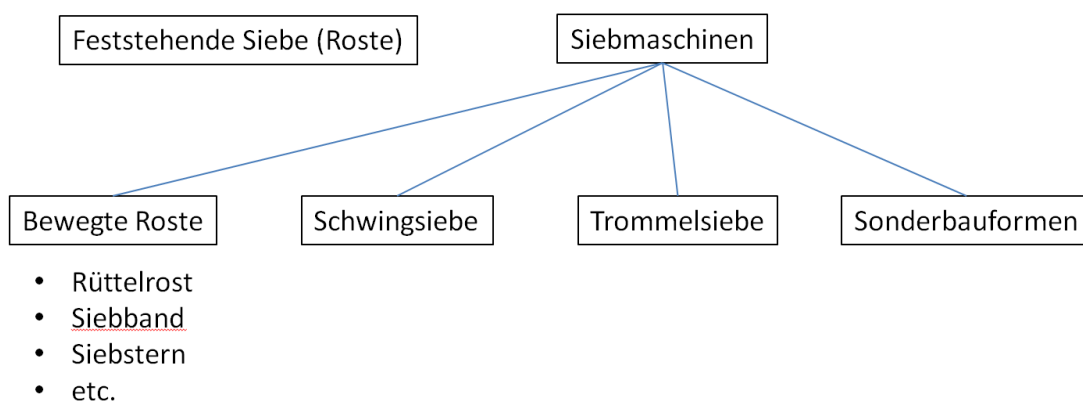 Feststehende Siebe (Roste)
Siebmaschinen
Bewegte Roste
Schwingsiebe
Trommelsiebe
Sonderbauformen
• Rüttelrost
• Siebband
• Siebstern
• etc.